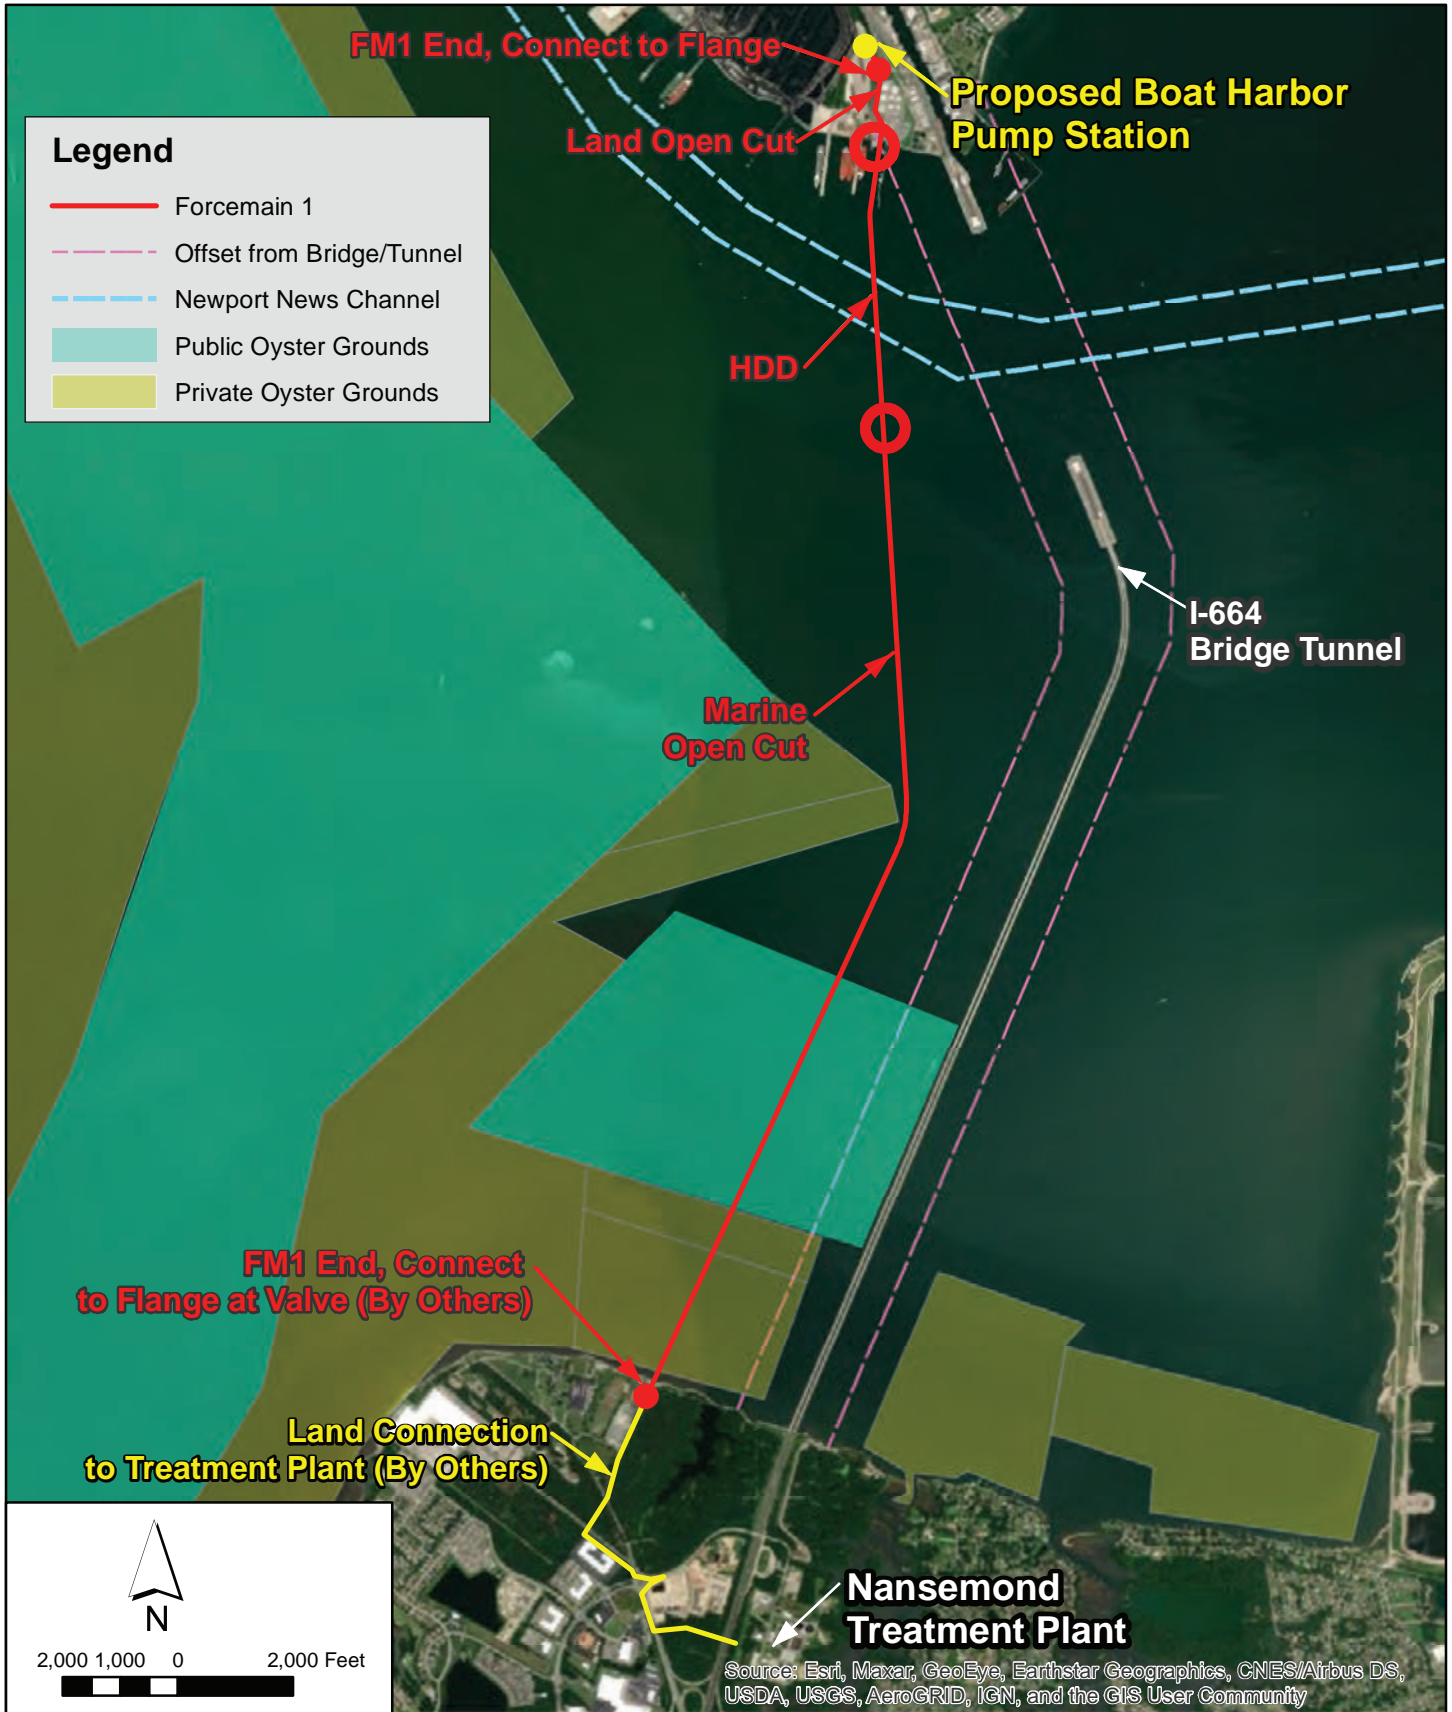 FM1 End, Connect to Flange
Proposed Boat Harbor
Pump Station
Land Open Cut
Legend
Forcemain 1
Offset from Bridge/Tunnel
Newport News Channel
Public Oyster Grounds
Private Oyster Grounds
HDD
I-664
Bridge Tunnel
Marine
Open Cut
FM1 End, Connect
to Flange at Valve (By Others)
Land Connection
to Treatment Plant (By Others)
N
2,000 1,000 0 2,000 Feet
Nansemond
Treatment Plant
Source: Esri, Maxar, GeoEye, Earthstar Geographics, CNES/Airbus DS,
USDA, USGS, AeroGRID, IGN, and the GIS User Community